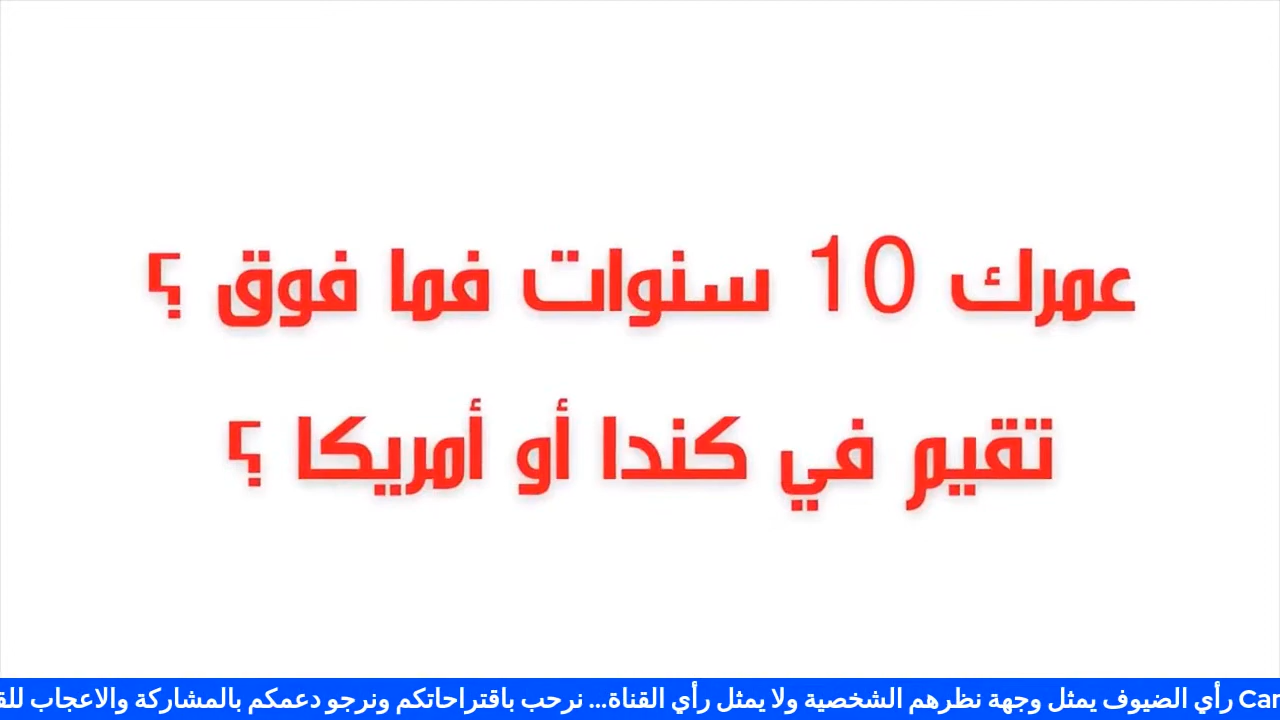 عمرك 10 سنوات فما فوق ؟
تقيم في كندا أو أمريكا ؟
رأي الضيوف يمثل وجهة نظرهم الشخصية ولا يمثل رأي القناة... نرحب باقتراحاتكم ونرجو دعمكم بالمشاركة والاعجاب